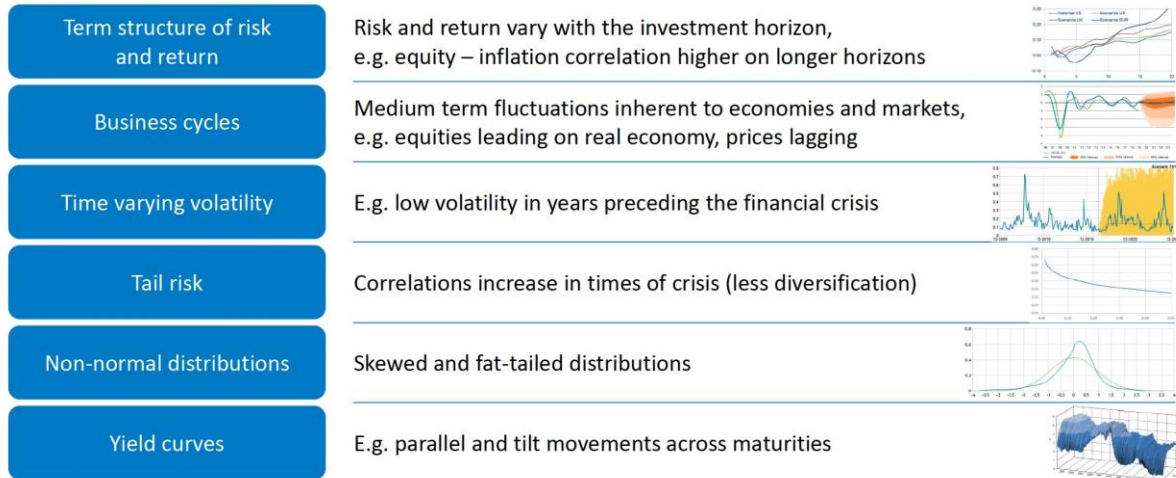 Term structure of risk
and return
Risk and return vary with the investment horizon,
e.g. equity – inflation correlation higher on longer horizons
Business cycles
Medium term fluctuations inherent to economies and markets,
e.g. equities leading on real economy, prices lagging
Time varying volatility
E.g. low volatility in years preceding the financial crisis
Tail risk
Correlations increase in times of crisis (less diversification)
Non-normal distributions
Skewed and fat-tailed distributions
Yield curves
E.g. parallel and tilt movements across maturities